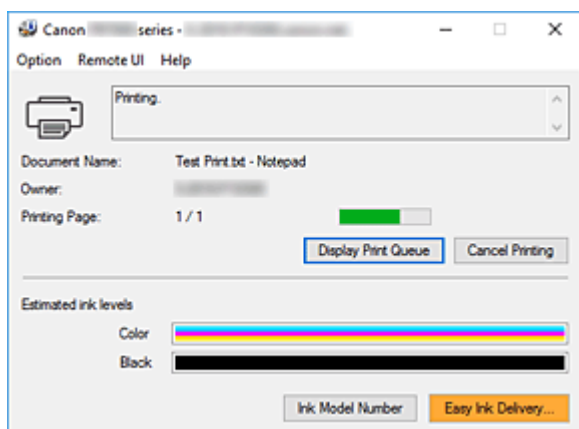 Canon series -
Option Remote UI Help
Printing.
Document Name: Test Print.txt - Notepad
Owner:
Printing Page: 1 / 1
Display Print Queue Cancel Printing
Estimated ink levels
Color
Black
Ink Model Number Easy Ink Delivery...